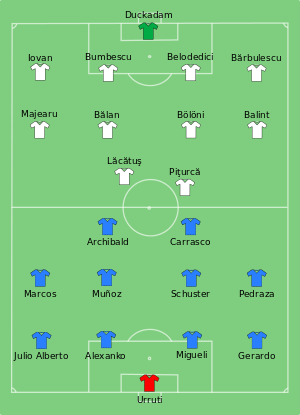 Duckadam
Iovan Bumbescu Belodedici Bărbulescu
Majearu Bălan Bölöni Balint
Lăcătuş Piţurcă
Archibald Carrasco
Marcos Muñoz Schuster Pedraza
Julio Alberto Alexanko Migueli Gerardo
Urruti